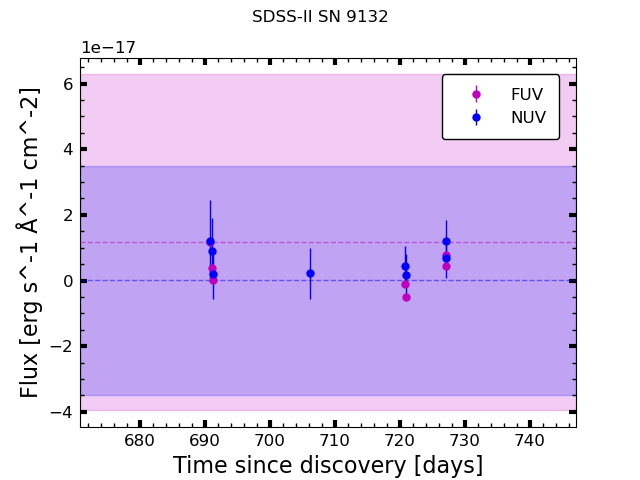 SDSS-II SN 9132
1e−17
FUV
NUV
6
4
2
0
−2
−4
Flux [erg s^-1 Å^-1 cm^-2]
680 690 700 710 720 730 740
Time since discovery [days]